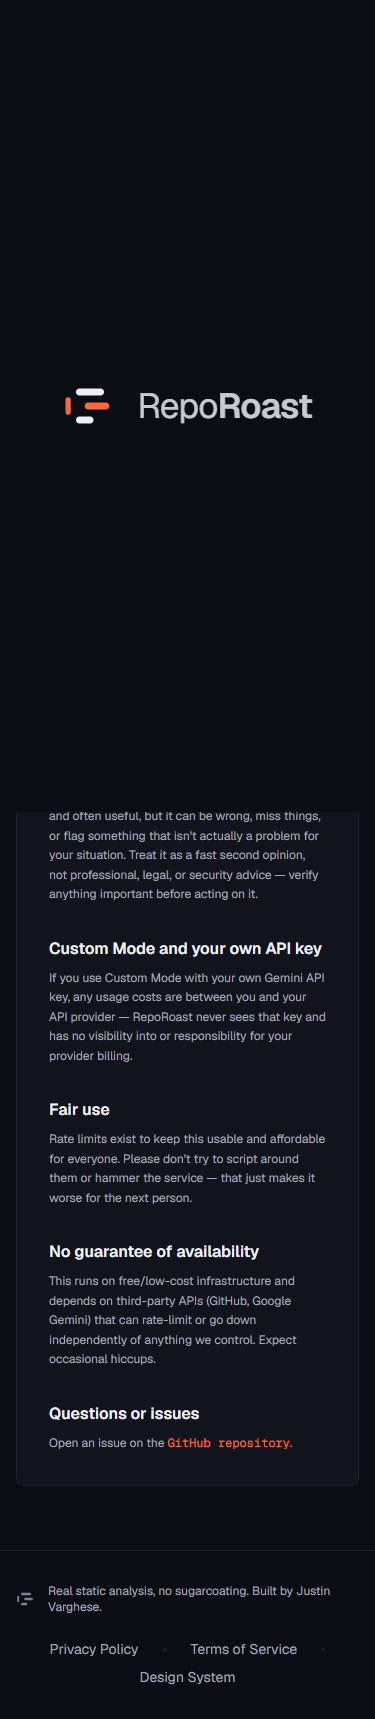 RepoRoast
and often useful, but it can be wrong, miss things,
or flag something that isn't actually a problem for
your situation. Treat it as a fast second opinion,
not professional, legal, or security advice — verify
anything important before acting on it.
Custom Mode and your own API key
If you use Custom Mode with your own Gemini API
key, any usage costs are between you and your
API provider — RepoRoast never sees that key and
has no visibility into or responsibility for your
provider billing.
Fair use
Rate limits exist to keep this usable and affordable
for everyone. Please don't try to script around
them or hammer the service — that just makes it
worse for the next person.
No guarantee of availability
This runs on free/low-cost infrastructure and
depends on third-party APIs (GitHub, Google
Gemini) that can rate-limit or go down
independently of anything we control. Expect
occasional hiccups.
Questions or issues
Open an issue on the GitHub repository.
Real static analysis, no sugarcoating. Built by Justin
Varghese.
Privacy Policy · Terms of Service ·
Design System